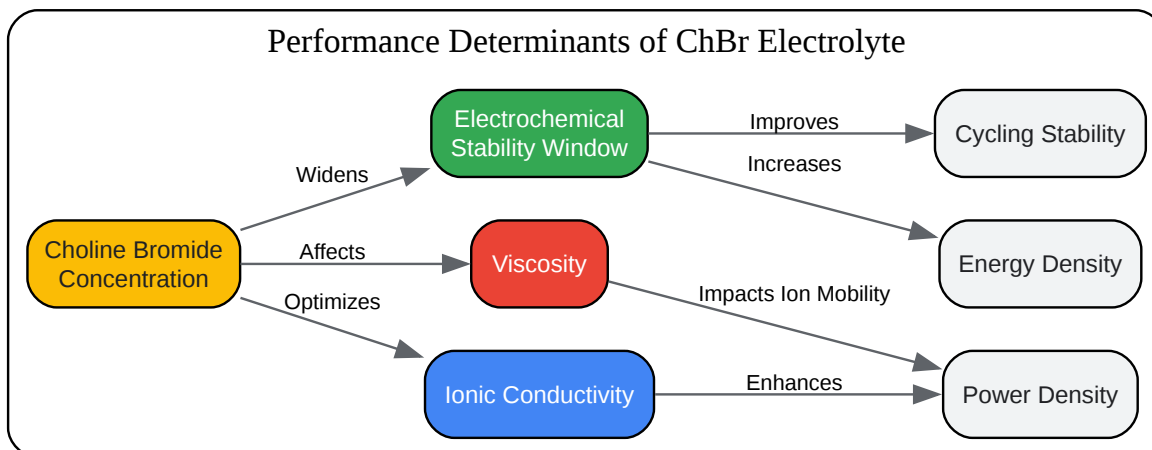 Performance Determinants of ChBr Electrolyte
Electrochemical
Stability Window
Improves
Cycling Stability
Increases
Widens
Choline Bromide
Concentration
Affects
Viscosity
Energy Density
Impacts Ion Mobility
Optimizes
Ionic Conductivity
Enhances
Power Density